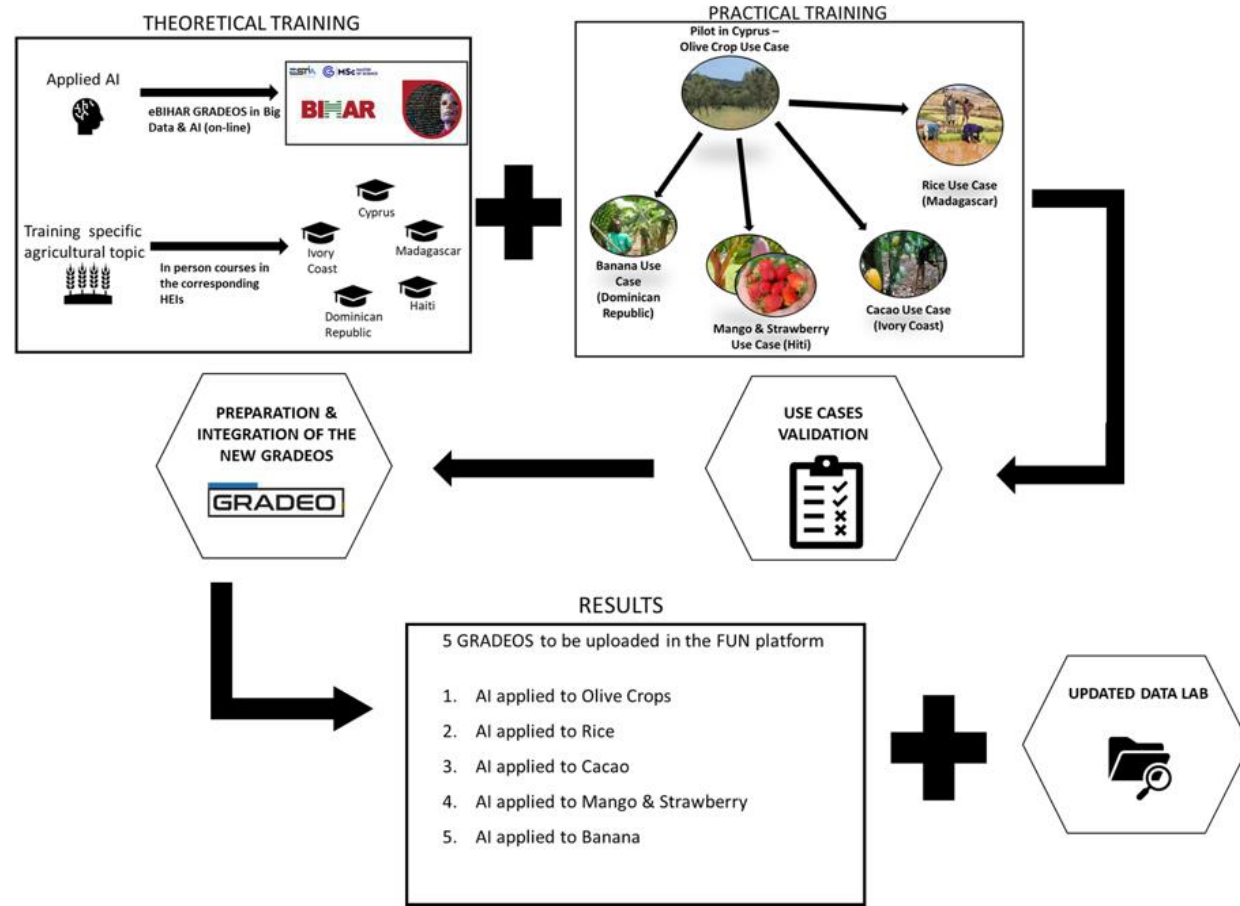 THEORETICAL TRAINING
Applied AI
eBIHAR GRADEOS in Big
Data & AI (on-line)
ESTIA
MSc
BIHAR
Training specific
agricultural topic
In person courses in
the corresponding
HEIs
Cyprus
Ivory
Coast
Madagascar
Dominican
Republic
Haiti
PRACTICAL TRAINING
Pilot in Cyprus –
Olive Crop Use Case
Rice Use Case
(Madagascar)
Banana Use
Case
(Dominican
Republic)
Mango & Strawberry
Use Case (Hiti)
Cacao Use Case
(Ivory Coast)
USE CASES
VALIDATION
PREPARATION &
INTEGRATION OF THE
NEW GRADEOS
GRADEO
RESULTS
5 GRADEOS to be uploaded in the FUN platform
1. AI applied to Olive Crops
2. AI applied to Rice
3. AI applied to Cacao
4. AI applied to Mango & Strawberry
5. AI applied to Banana
UPDATED DATA LAB